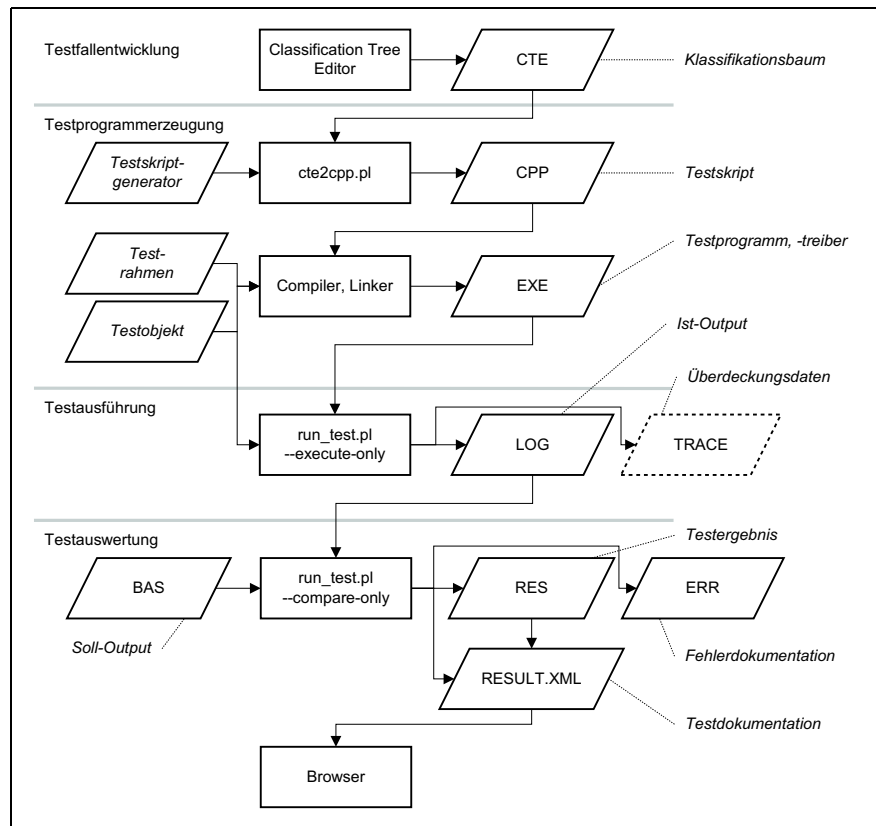 Testfallentwicklung
Classification Tree
Editor
CTE
Klassifikationsbaum
Testprogrammerzeugung
Testskript-
generator
cte2cpp.pl
CPP
Testskript
Test-
rahmen
Compiler, Linker
EXE
Testprogramm, -treiber
Testobjekt
Ist-Output
Überdeckungsdaten
Testausführung
run_test.pl
--execute-only
LOG
TRACE
Testauswertung
Testergebnis
BAS
run_test.pl
--compare-only
RES
ERR
Soll-Output
Fehlerdokumentation
RESULT.XML
Testdokumentation
Browser